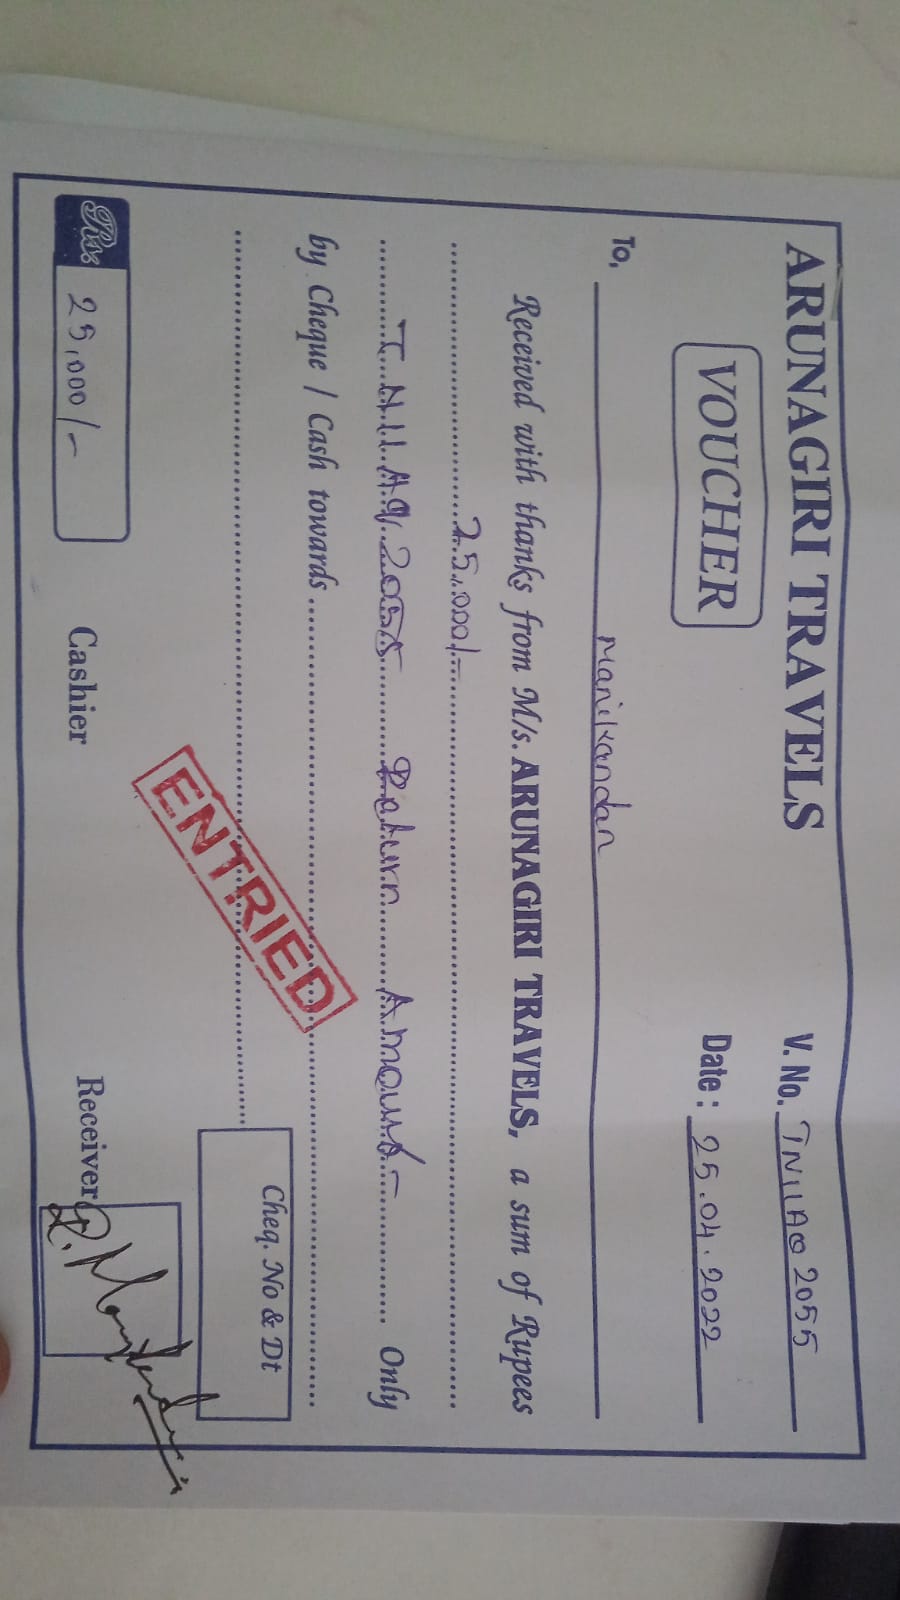 ARUNAGIRI TRAVELS
V. No. TN11AQ 2055
VOUCHER
Date : 25.04.2022
To, Manikandan
Received with thanks from M/s. ARUNAGIRI TRAVELS, a sum of Rupees
25,000/-
T.N.11.AQ.2055 Return Amount- Only
by Cheque / Cash towards
ENTRIED
Cheq. No & Dt
Rs: 25,000/-
Cashier
Receiver